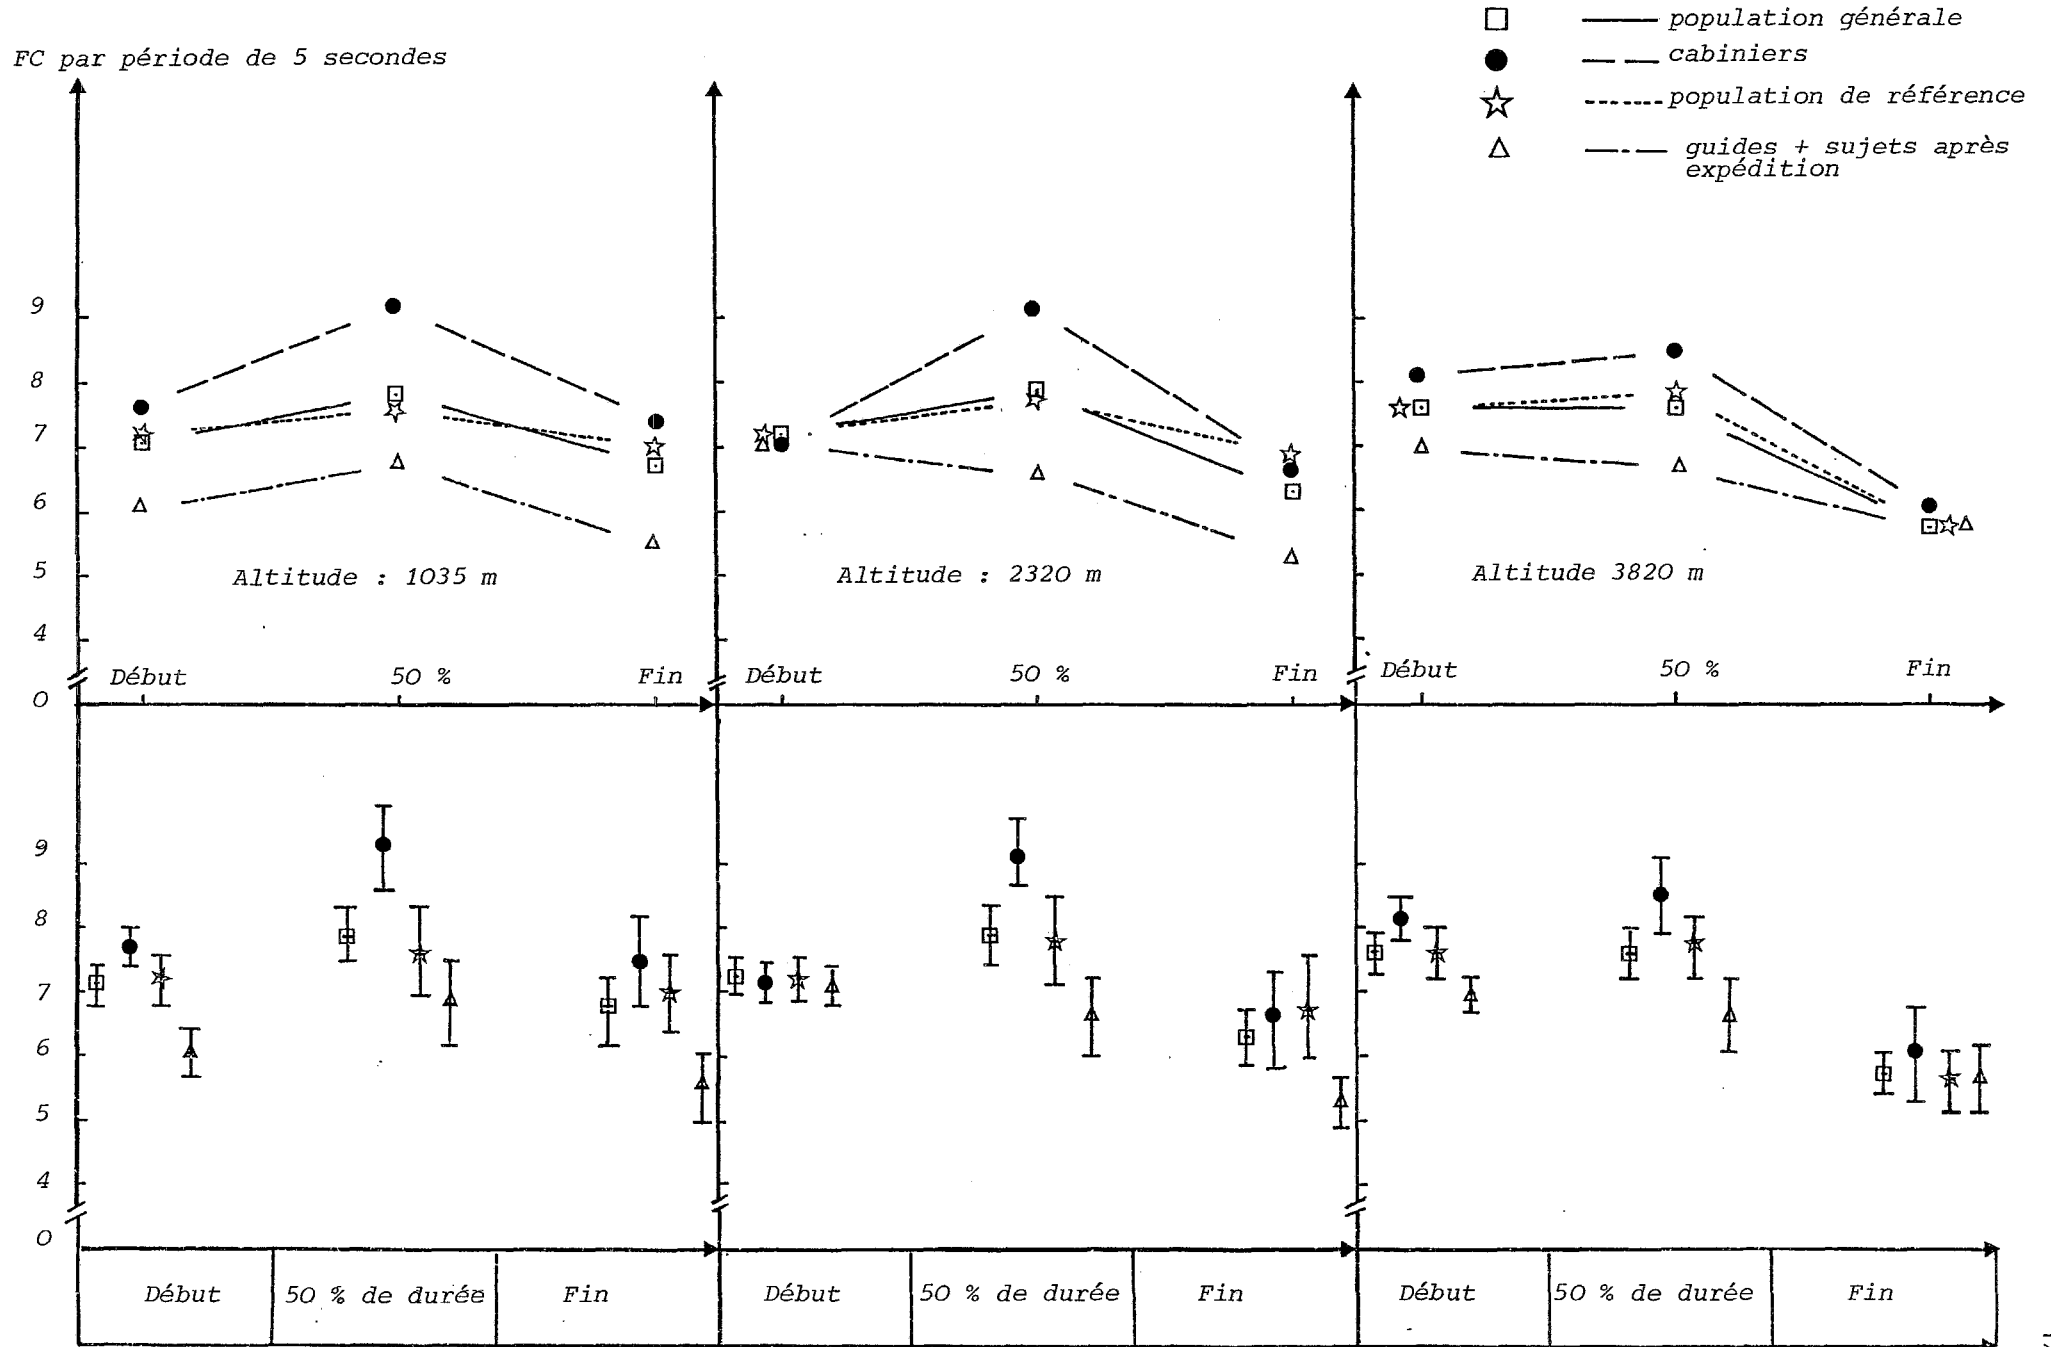 FC par période de 5 secondes
population générale
cabiniers
population de référence
guides + sujets après
expédition
9
8
7
6
5
4
0
Altitude : 1035 m
Altitude : 2320 m
Altitude 3820 m
Début 50 % Fin
Début 50 % Fin
Début 50 % Fin
9
8
7
6
5
4
0
Début 50 % de durée Fin
Début 50 % de durée Fin
Début 50 % de durée Fin